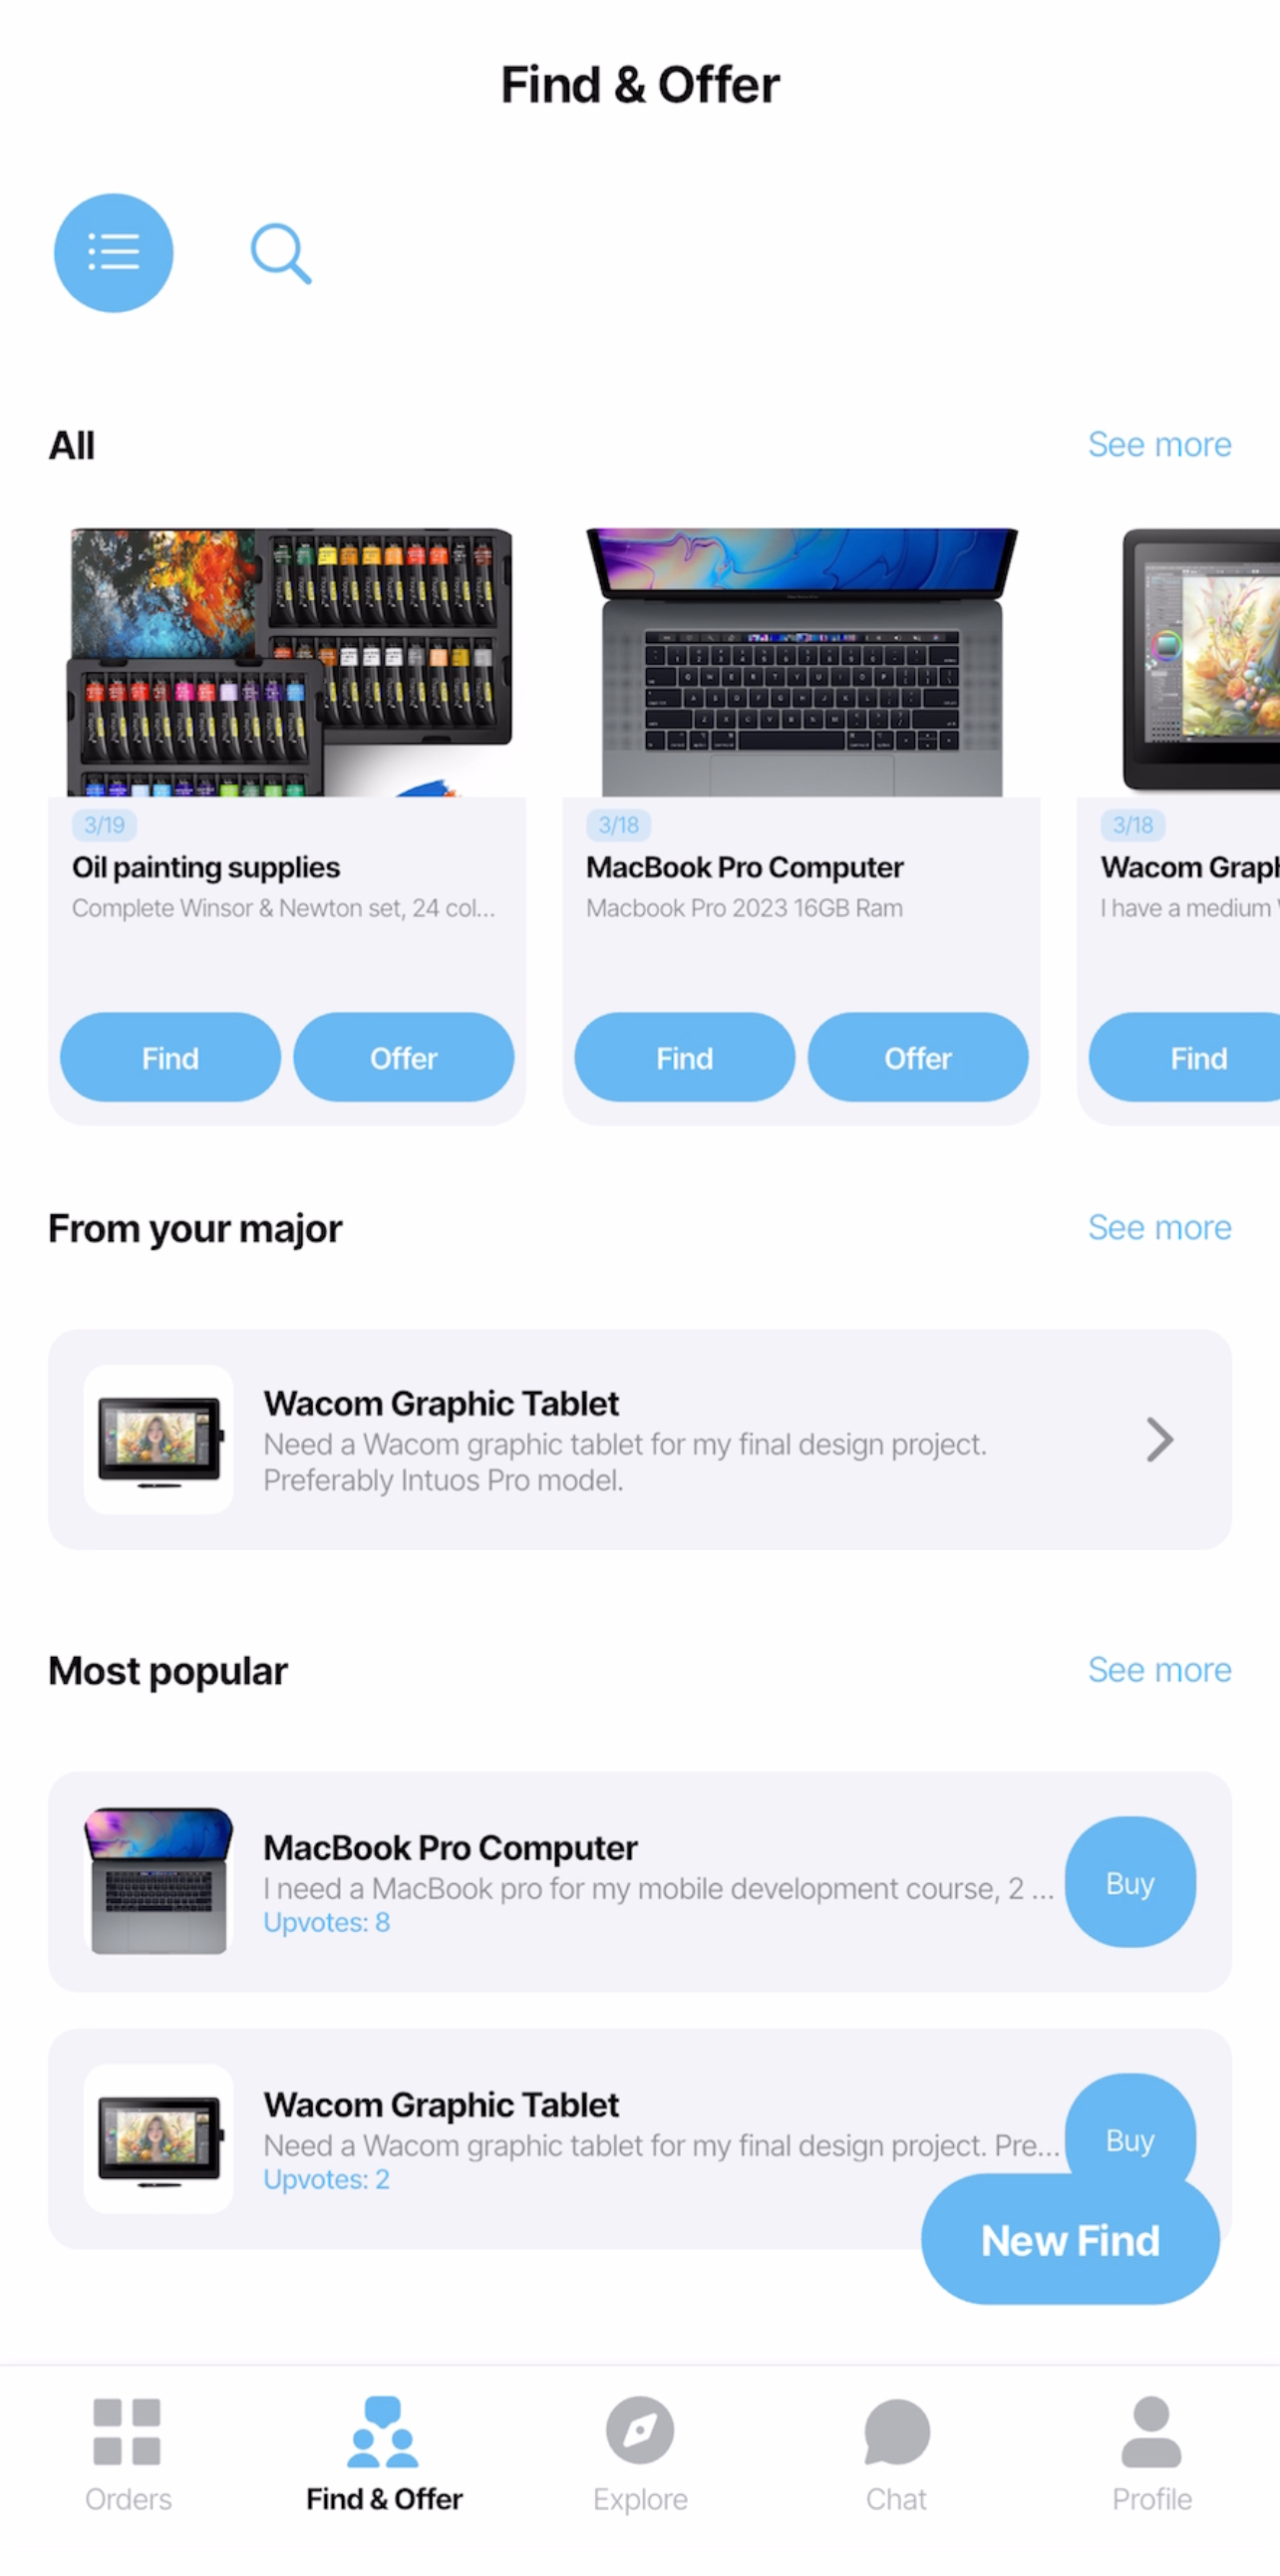 Find & Offer
All
See more
3/19
Oil painting supplies
Complete Winsor & Newton set, 24 col...
Find
Offer
3/18
MacBook Pro Computer
Macbook Pro 2023 16GB Ram
Find
Offer
3/18
Wacom Grap
I have a medium
Find
From your major
See more
Wacom Graphic Tablet
Need a Wacom graphic tablet for my final design project.
Preferably Intuos Pro model.
Most popular
See more
MacBook Pro Computer
I need a MacBook pro for my mobile development course, 2 ...
Upvotes: 8
Buy
Wacom Graphic Tablet
Need a Wacom graphic tablet for my final design project. Pre...
Upvotes: 2
Buy
New Find
Orders
Find & Offer
Explore
Chat
Profile